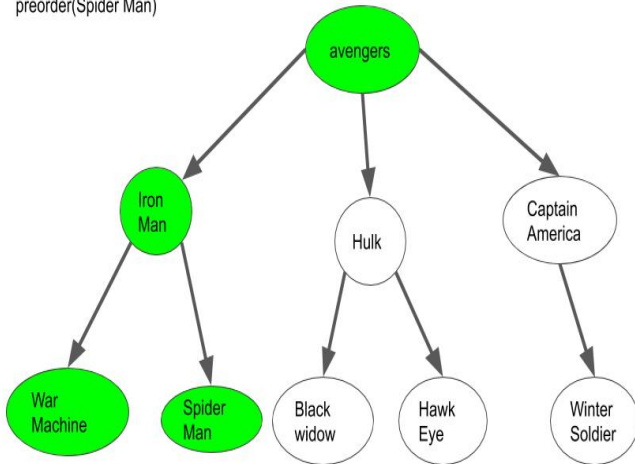 preorder(Spider Man)
avengers
Iron
Man
Hulk
Captain
America
War
Machine
Spider
Man
Black
widow
Hawk
Eye
Winter
Soldier